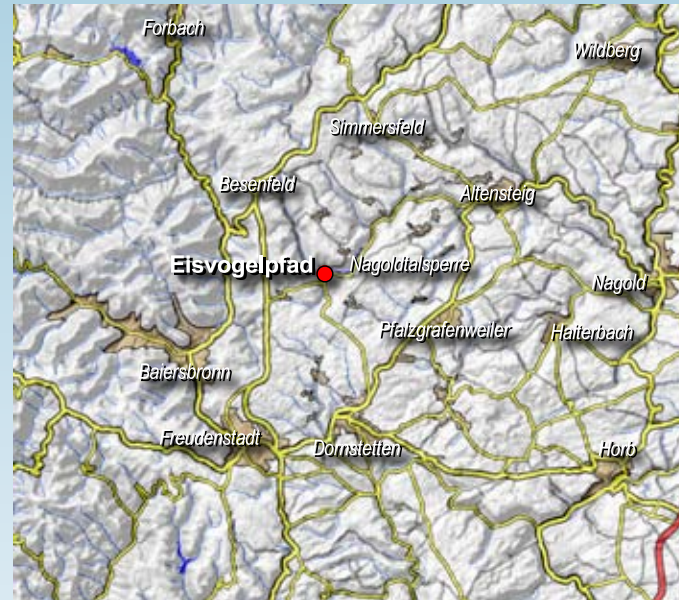 Forbach
Wildberg
Simmersfeld
Besenfeld
Altensteig
Eisvogelpfad
Nagoldtalsperre
Nagold
Pfalzgrafenweiler
Haiterbach
Baiersbronn
Freudenstadt
Dornstetten
Horb